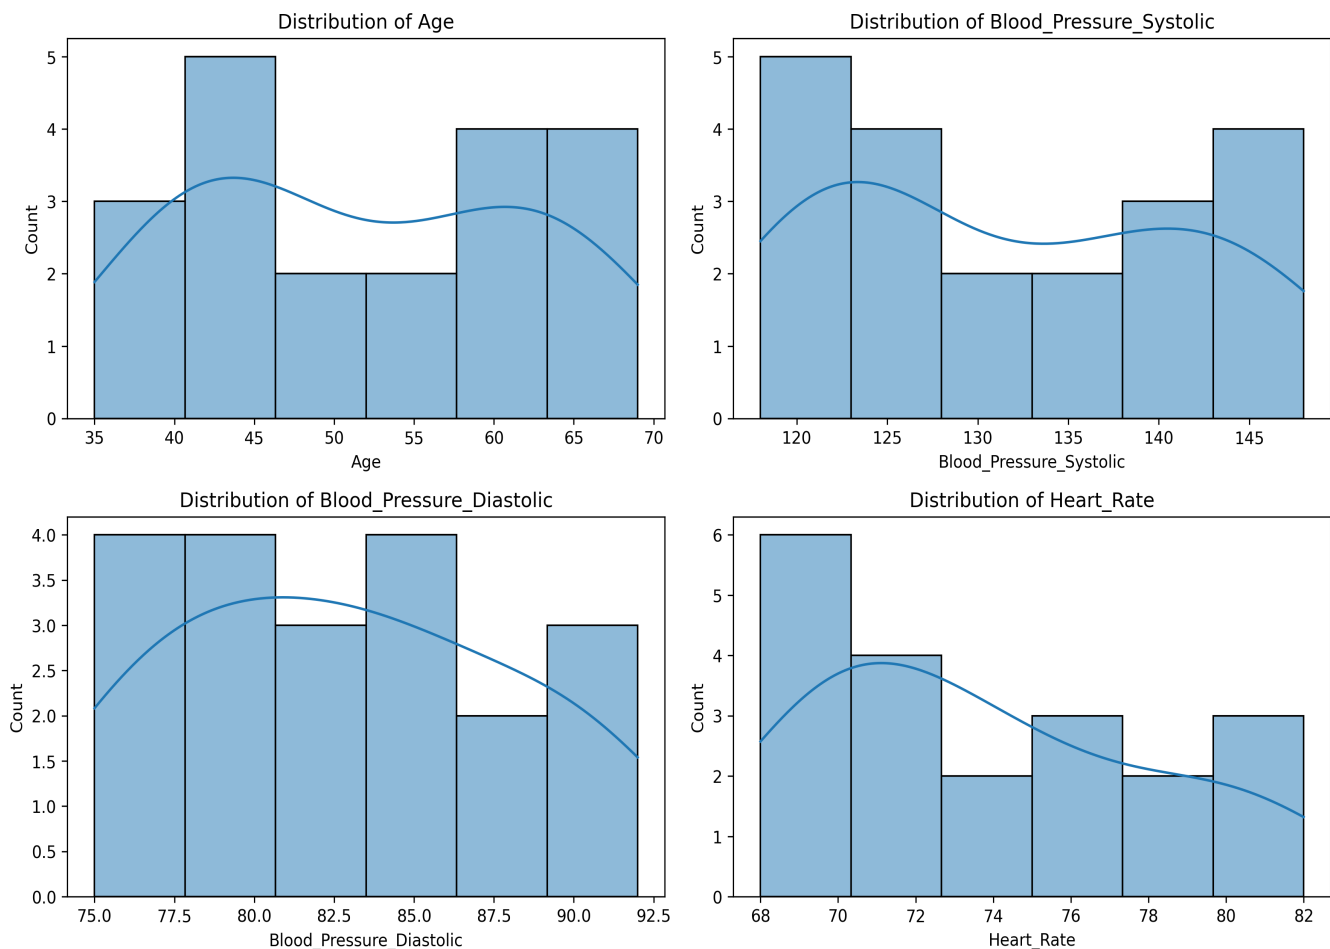 Distribution of Age
5
4
3
2
1
0
Count
35 40 45 50 55 60 65 70
Age
Distribution of Blood_Pressure_Systolic
5
4
3
2
1
0
Count
120 125 130 135 140 145
Blood_Pressure_Systolic
Distribution of Blood_Pressure_Diastolic
4.0
3.5
3.0
2.5
2.0
1.5
1.0
0.5
0.0
Count
75.0 77.5 80.0 82.5 85.0 87.5 90.0 92.5
Blood_Pressure_Diastolic
Distribution of Heart_Rate
6
5
4
3
2
1
0
Count
68 70 72 74 76 78 80 82
Heart_Rate